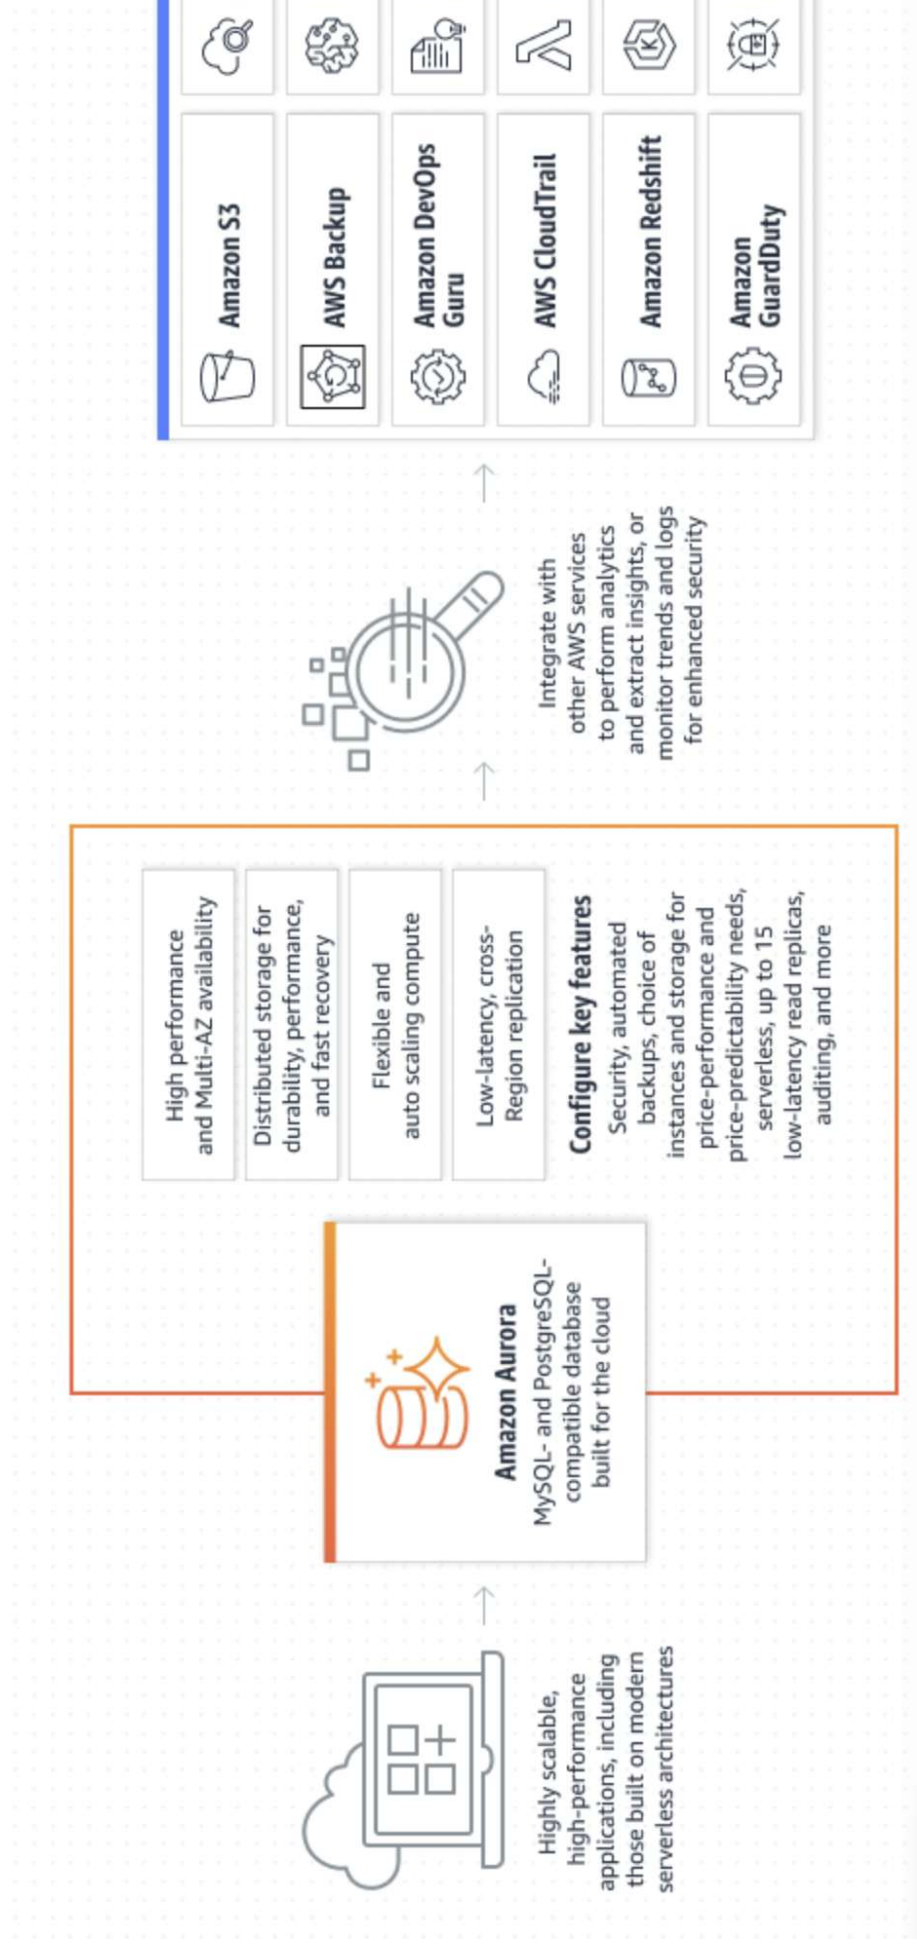 Highly scalable,
high-performance
applications, including
those built on modern
serverless architectures
Amazon Aurora
MySQL- and PostgreSQL-
compatible database
built for the cloud
High performance
and Multi-AZ availability
Distributed storage for
durability, performance,
and fast recovery
Flexible and
auto scaling compute
Low-latency, cross-
Region replication
Configure key features
Security, automated
backups, choice of
instances and storage for
price-performance and
price-predictability needs,
serverless, up to 15
low-latency read replicas,
auditing, and more
Integrate with
other AWS services
to perform analytics
and extract insights, or
monitor trends and logs
for enhanced security
Amazon S3
AWS Backup
Amazon DevOps
Guru
AWS CloudTrail
Amazon Redshift
Amazon
GuardDuty